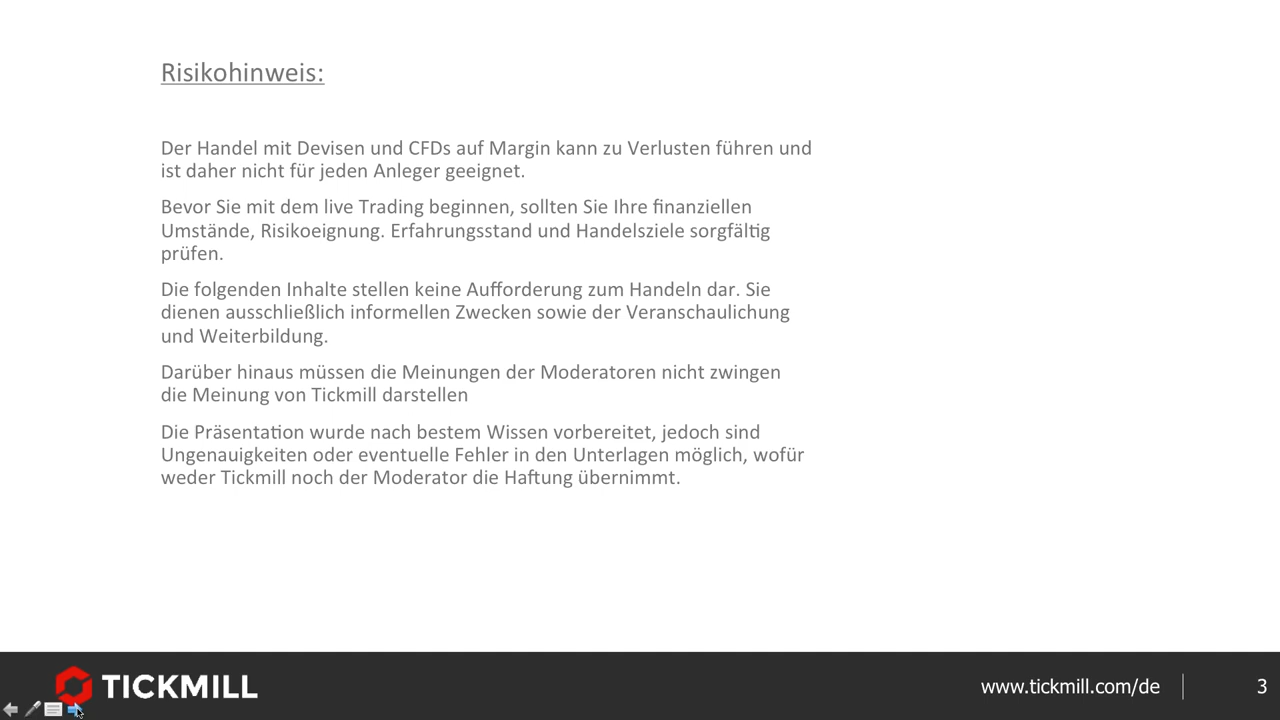 Risikohinweis:
Der Handel mit Devisen und CFDs auf Margin kann zu Verlusten führen und
ist daher nicht für jeden Anleger geeignet.
Bevor Sie mit dem live Trading beginnen, sollten Sie Ihre finanziellen
Umstände, Risikoeignung. Erfahrungsstand und Handelsziele sorgfältig
prüfen.
Die folgenden Inhalte stellen keine Aufforderung zum Handeln dar. Sie
dienen ausschließlich informellen Zwecken sowie der Veranschaulichung
und Weiterbildung.
Darüber hinaus müssen die Meinungen der Moderatoren nicht zwingen
die Meinung von Tickmill darstellen
Die Präsentation wurde nach bestem Wissen vorbereitet, jedoch sind
Ungenauigkeiten oder eventuelle Fehler in den Unterlagen möglich, wofür
weder Tickmill noch der Moderator die Haftung übernimmt.
TICKMILL
www.tickmill.com/de
3